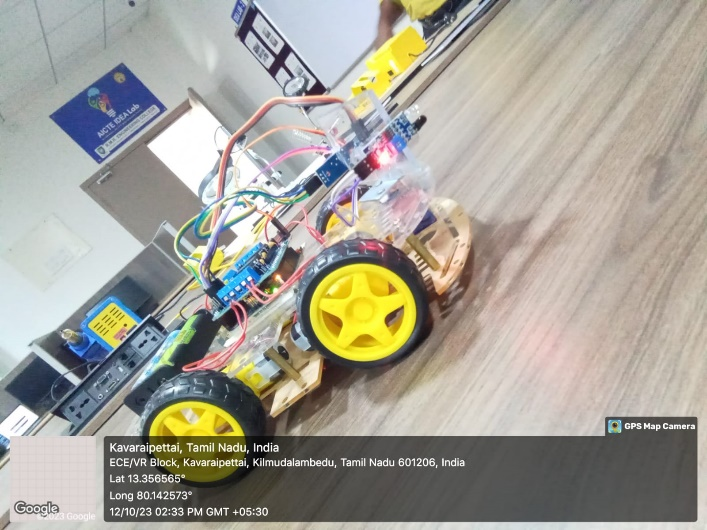 AICTE IDEA Lab
GPS Map Camera
Kavaraipettai, Tamil Nadu, India
ECE/VR Block, Kavaraipettai, Kilmudalambedu, Tamil Nadu 601206, India
Lat 13.356565°
Long 80.142573°
12/10/23 02:33 PM GMT +05:30
Google
Google